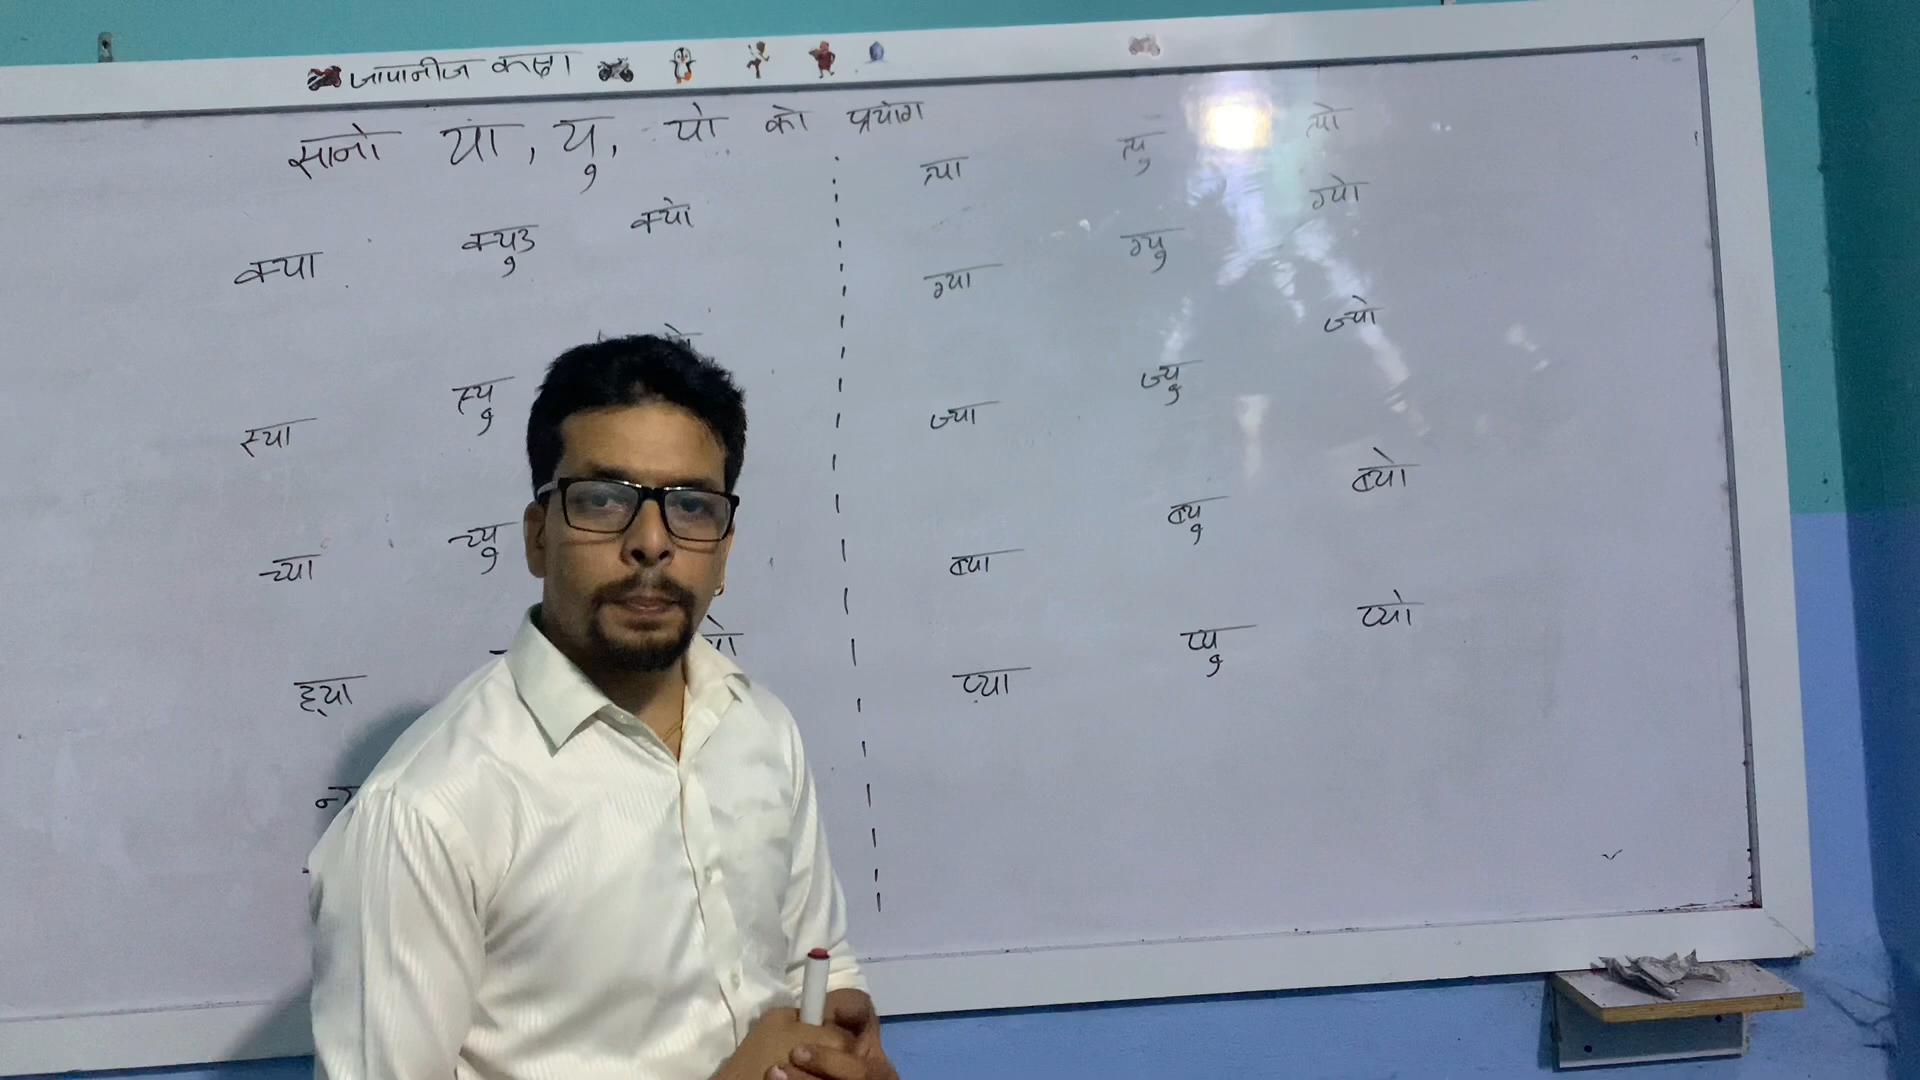 जापानीज कक्षा
सानो या, यु, यो को प्रयोग
क्या क्युउ क्यो
स्या स्यु
च्या च्यु
ह्या
त्या त्यु त्यो
ग्या ग्यु ग्यो
ज्या ज्यु ज्यो
ब्या ब्यु ब्यो
प्या प्यु प्यो